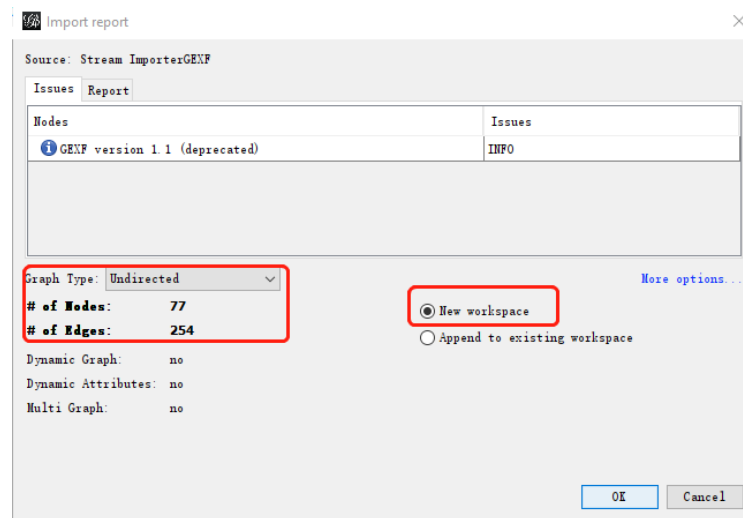 Import report
Source: Stream ImporterGEXF
Issues Report
Nodes Issues
GEXF version 1.1 (deprecated) INFO
Graph Type: Undirected More options...
# of Nodes: 77
New workspace
# of Edges: 254
Append to existing workspace
Dynamic Graph: no
Dynamic Attributes: no
Multi Graph: no
OK Cancel